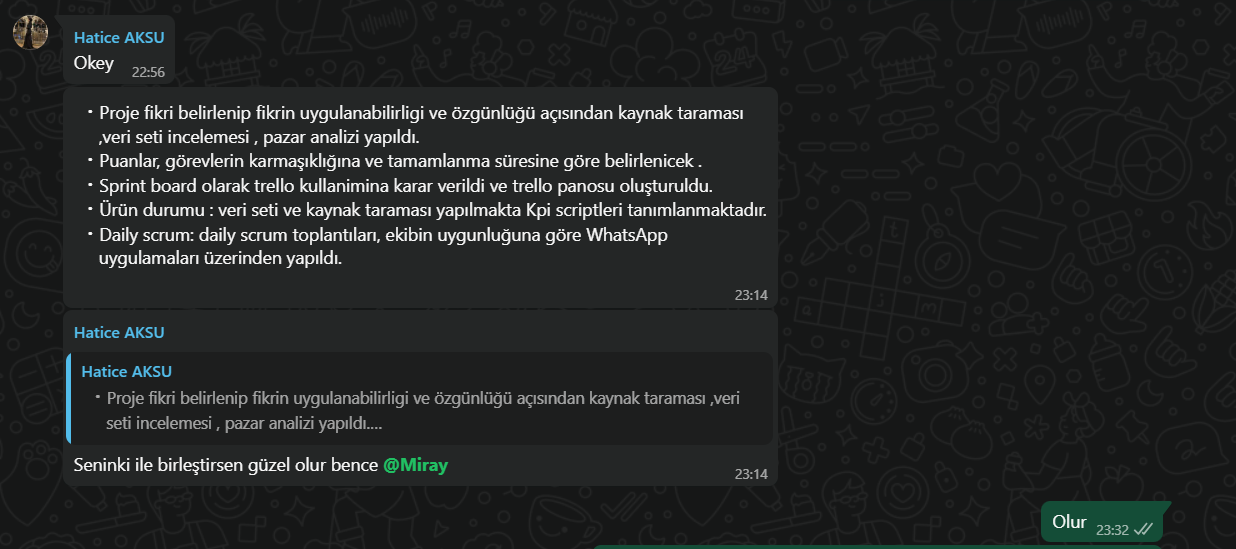 Hatice AKSU
Okey
22:56
• Proje fikri belirlenip fikrin uygulanabilirligi ve özgünlüğü açısından kaynak taraması
,veri seti incelemesi , pazar analizi yapıldı.
• Puanlar, görevlerin karmaşıklığına ve tamamlanma süresine göre belirlenicek .
• Sprint board olarak trello kullanimina karar verildi ve trello panosu oluşturuldu.
• Ürün durumu : veri seti ve kaynak taraması yapılmakta Kpi scriptleri tanımlanmaktadır.
• Daily scrum: daily scrum toplantıları, ekibin uygunluğuna göre WhatsApp
uygulamaları üzerinden yapıldı.
23:14
Hatice AKSU
Hatice AKSU
• Proje fikri belirlenip fikrin uygulanabilirligi ve özgünlüğü açısından kaynak taraması ,veri
seti incelemesi , pazar analizi yapıldı....
Seninki ile birleştirsen güzel olur bence @Miray
23:14
Olur
23:32